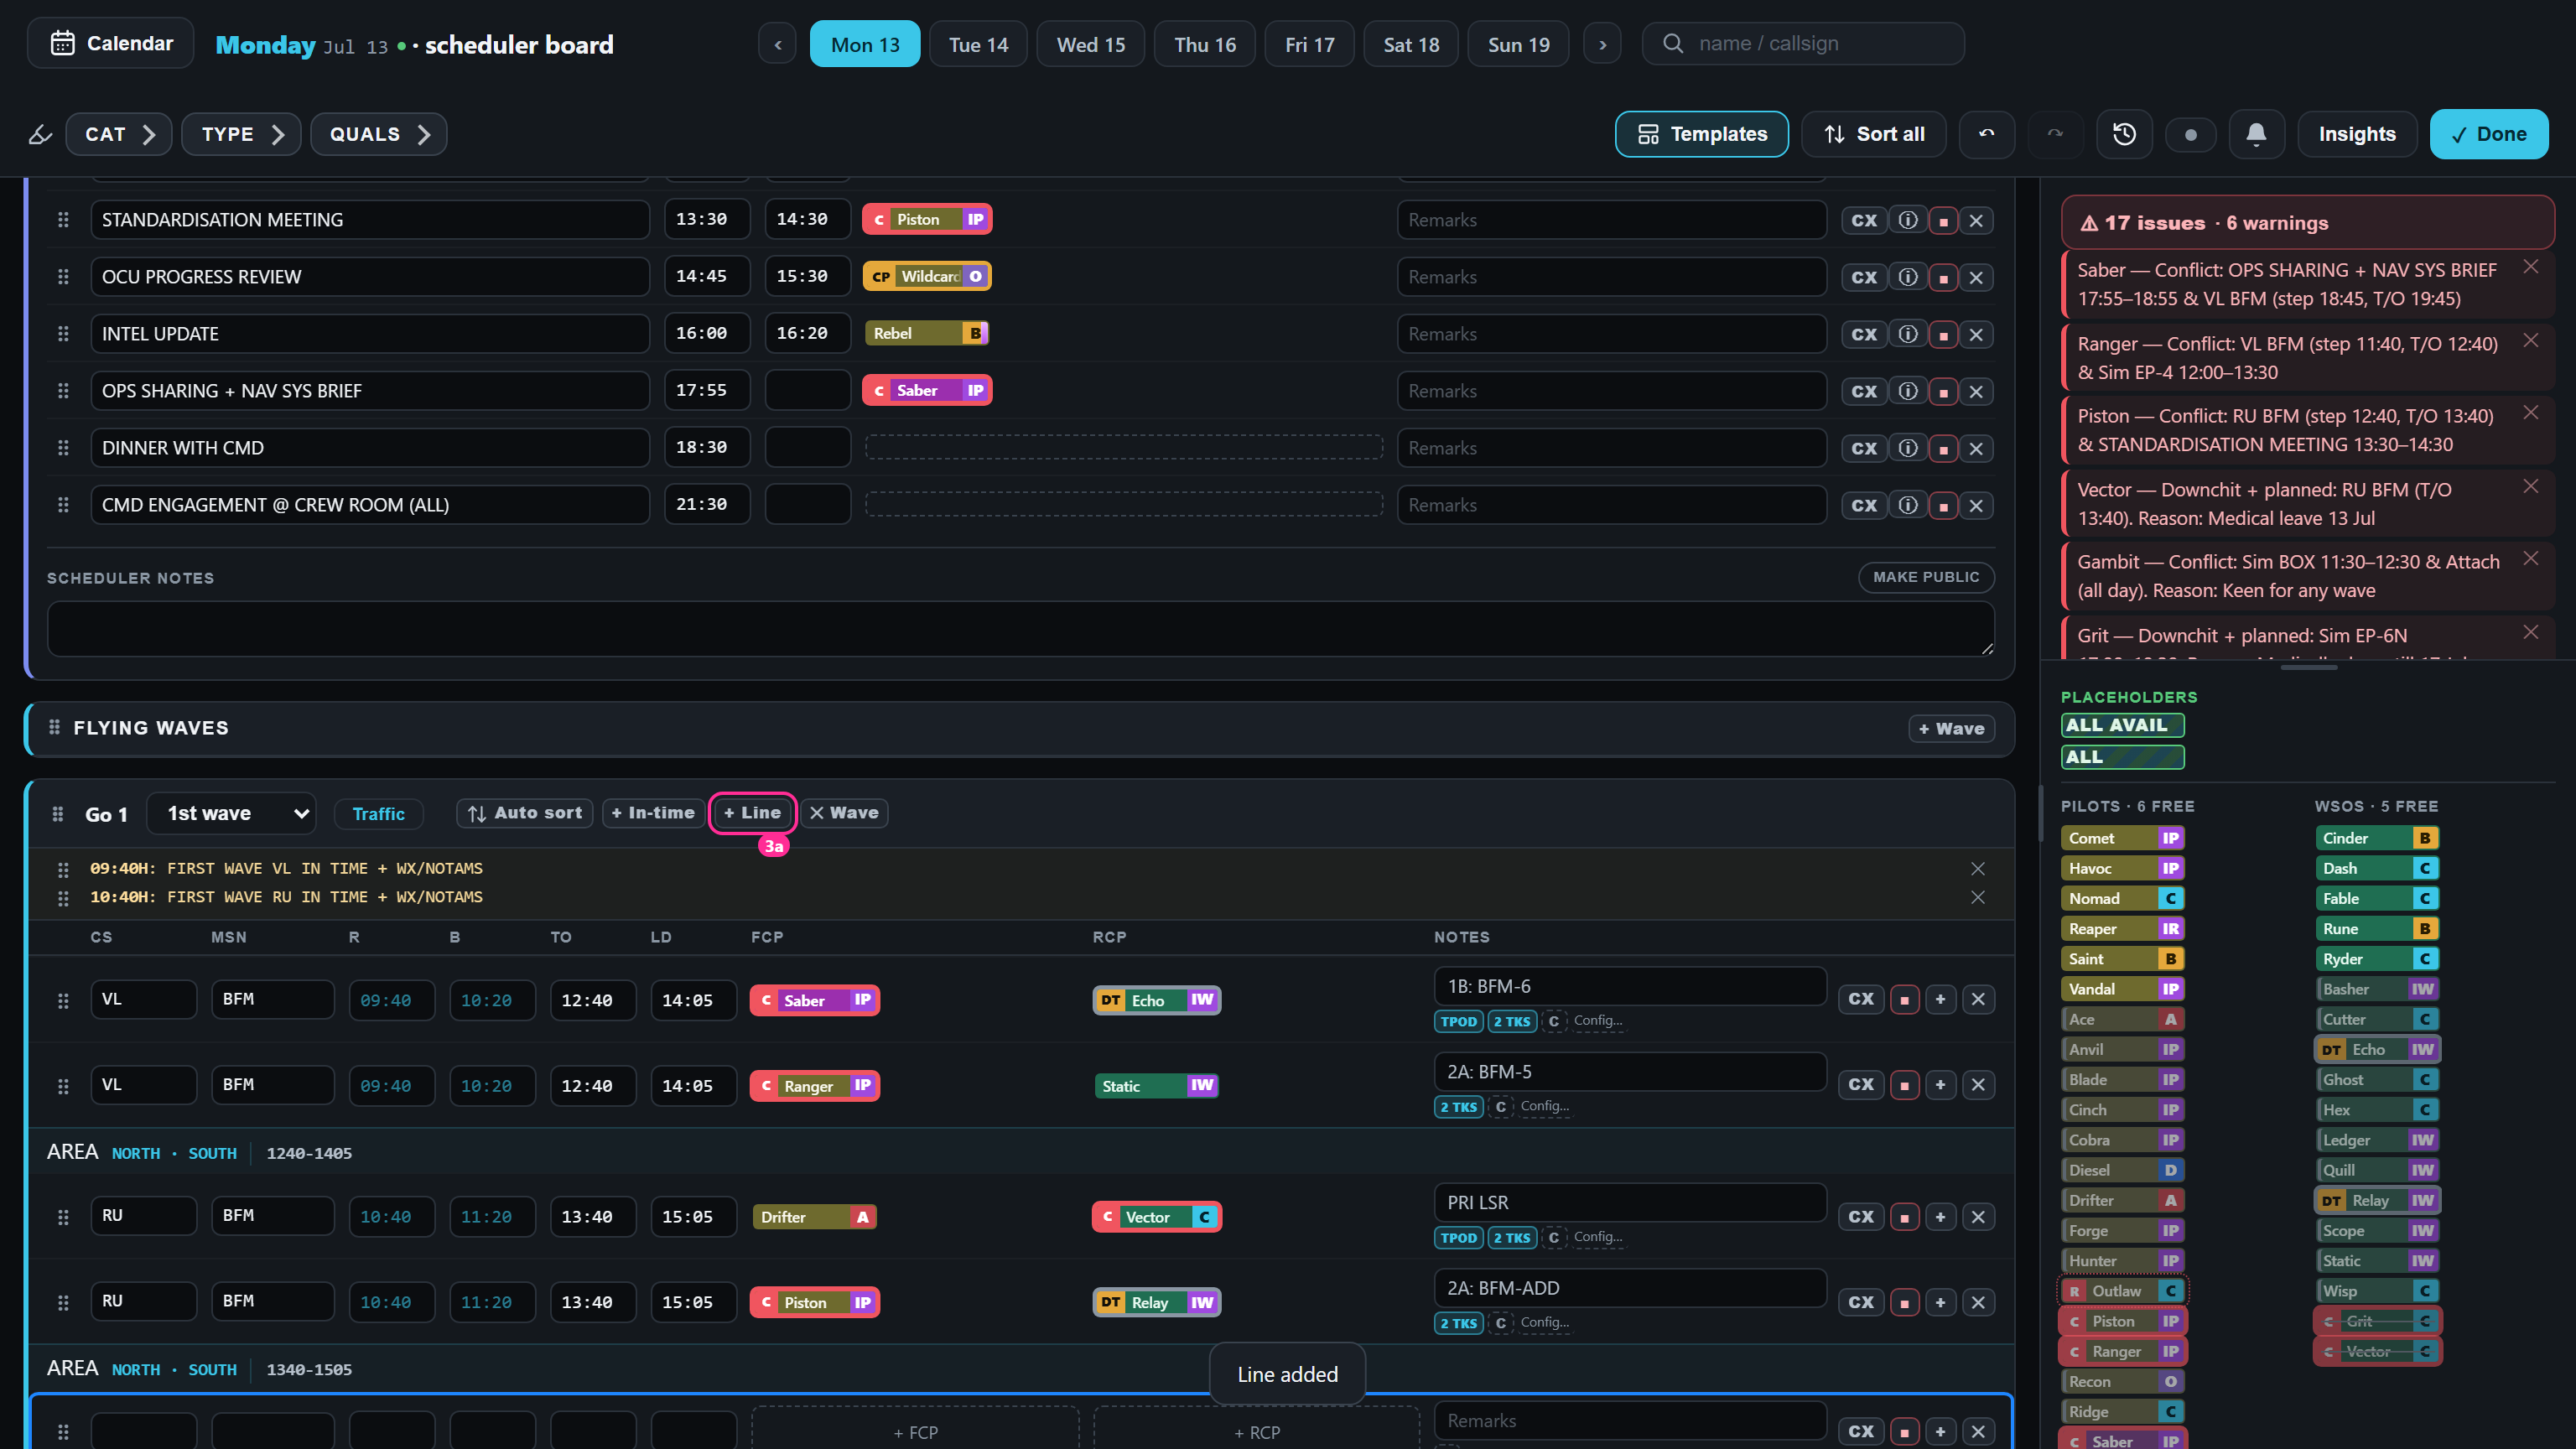 Calendar
Monday Jul 13 · scheduler board
Mon 13
Tue 14
Wed 15
Thu 16
Fri 17
Sat 18
Sun 19
name / callsign
CAT
TYPE
QUALS
Templates
Sort all
Insights
✓ Done
STANDARDISATION MEETING 13:30 14:30 C Piston IP Remarks CX
OCU PROGRESS REVIEW 14:45 15:30 CP Wildcard O Remarks CX
INTEL UPDATE 16:00 16:20 Rebel B Remarks CX
OPS SHARING + NAV SYS BRIEF 17:55 C Saber IP Remarks CX
DINNER WITH CMD 18:30 Remarks CX
CMD ENGAGEMENT @ CREW ROOM (ALL) 21:30 Remarks CX
SCHEDULER NOTES
MAKE PUBLIC
FLYING WAVES
+ Wave
Go 1 1st wave Traffic Auto sort + In-time + Line × Wave
3a
09:40H: FIRST WAVE VL IN TIME + WX/NOTAMS
10:40H: FIRST WAVE RU IN TIME + WX/NOTAMS
CS MSN R B TO LD FCP RCP NOTES
VL BFM 09:40 10:20 12:40 14:05 C Saber IP DT Echo IW 1B: BFM-6 CX
TPOD 2 TKS C Config...
VL BFM 09:40 10:20 12:40 14:05 C Ranger IP Static IW 2A: BFM-5 CX
2 TKS C Config...
AREA NORTH · SOUTH 1240-1405
RU BFM 10:40 11:20 13:40 15:05 Drifter A C Vector C PRI LSR CX
TPOD 2 TKS C Config...
RU BFM 10:40 11:20 13:40 15:05 C Piston IP DT Relay IW 2A: BFM-ADD CX
2 TKS C Config...
AREA NORTH · SOUTH 1340-1505
Line added
+ FCP + RCP Remarks CX
⚠ 17 issues · 6 warnings
Saber — Conflict: OPS SHARING + NAV SYS BRIEF
17:55–18:55 & VL BFM (step 18:45, T/O 19:45)
Ranger — Conflict: VL BFM (step 11:40, T/O 12:40)
& Sim EP-4 12:00–13:30
Piston — Conflict: RU BFM (step 12:40, T/O 13:40)
& STANDARDISATION MEETING 13:30–14:30
Vector — Downchit + planned: RU BFM (T/O
13:40). Reason: Medical leave 13 Jul
Gambit — Conflict: Sim BOX 11:30–12:30 & Attach
(all day). Reason: Keen for any wave
Grit — Downchit + planned: Sim EP-6N
PLACEHOLDERS
ALL AVAIL
ALL
PILOTS · 6 FREE
Comet IP
Havoc IP
Nomad C
Reaper IR
Saint B
Vandal IP
Ace A
Anvil IP
Blade IP
Cinch IP
Cobra IP
Diesel D
Drifter A
Forge IP
Hunter IP
R Outlaw C
C Piston IP
C Ranger IP
Recon O
Ridge C
C Saber IP
WSOS · 5 FREE
Cinder B
Dash C
Fable C
Rune B
Ryder C
Basher IW
Cutter C
DT Echo IW
Ghost C
Hex C
Ledger IW
Quill IW
DT Relay IW
Scope IW
Static IW
Wisp C
C Grit C
C Vector C